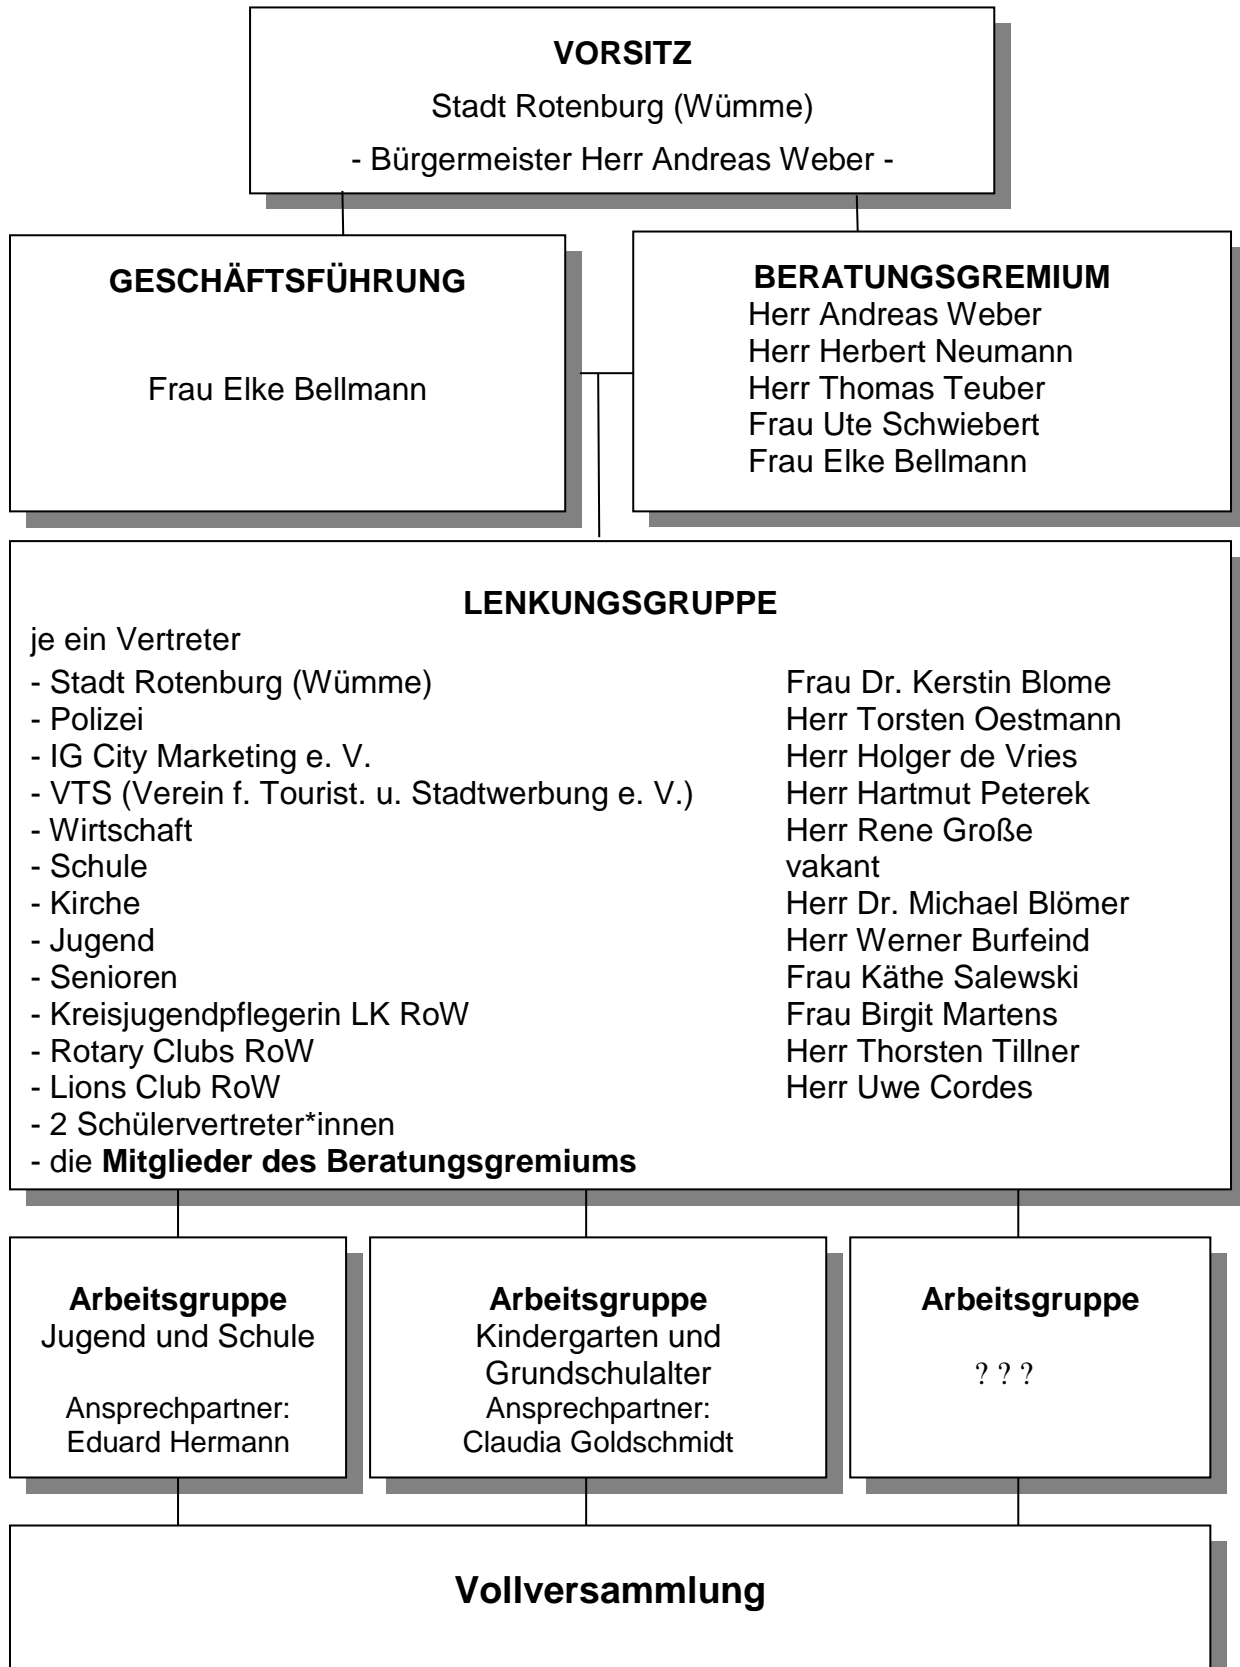 VORSITZ
Stadt Rotenburg (Wümme)
- Bürgermeister Herr Andreas Weber -
GESCHÄFTSFÜHRUNG
Frau Elke Bellmann
BERATUNGSGREMIUM
Herr Andreas Weber
Herr Herbert Neumann
Herr Thomas Teuber
Frau Ute Schwiebert
Frau Elke Bellmann
LENKUNGSGRUPPE
je ein Vertreter
- Stadt Rotenburg (Wümme) Frau Dr. Kerstin Blome
- Polizei Herr Torsten Oestmann
- IG City Marketing e. V. Herr Holger de Vries
- VTS (Verein f. Tourist. u. Stadtwerbung e. V.) Herr Hartmut Peterek
- Wirtschaft Herr Rene Große
- Schule vakant
- Kirche Herr Dr. Michael Blömer
- Jugend Herr Werner Burfeind
- Senioren Frau Käthe Salewski
- Kreisjugendpflegerin LK RoW Frau Birgit Martens
- Rotary Clubs RoW Herr Thorsten Tillner
- Lions Club RoW Herr Uwe Cordes
- 2 Schülervertreter*innen
- die Mitglieder des Beratungsgremiums
Arbeitsgruppe
Jugend und Schule
Ansprechpartner:
Eduard Hermann
Arbeitsgruppe
Kindergarten und
Grundschulalter
Ansprechpartner:
Claudia Goldschmidt
Arbeitsgruppe
? ? ?
Vollversammlung